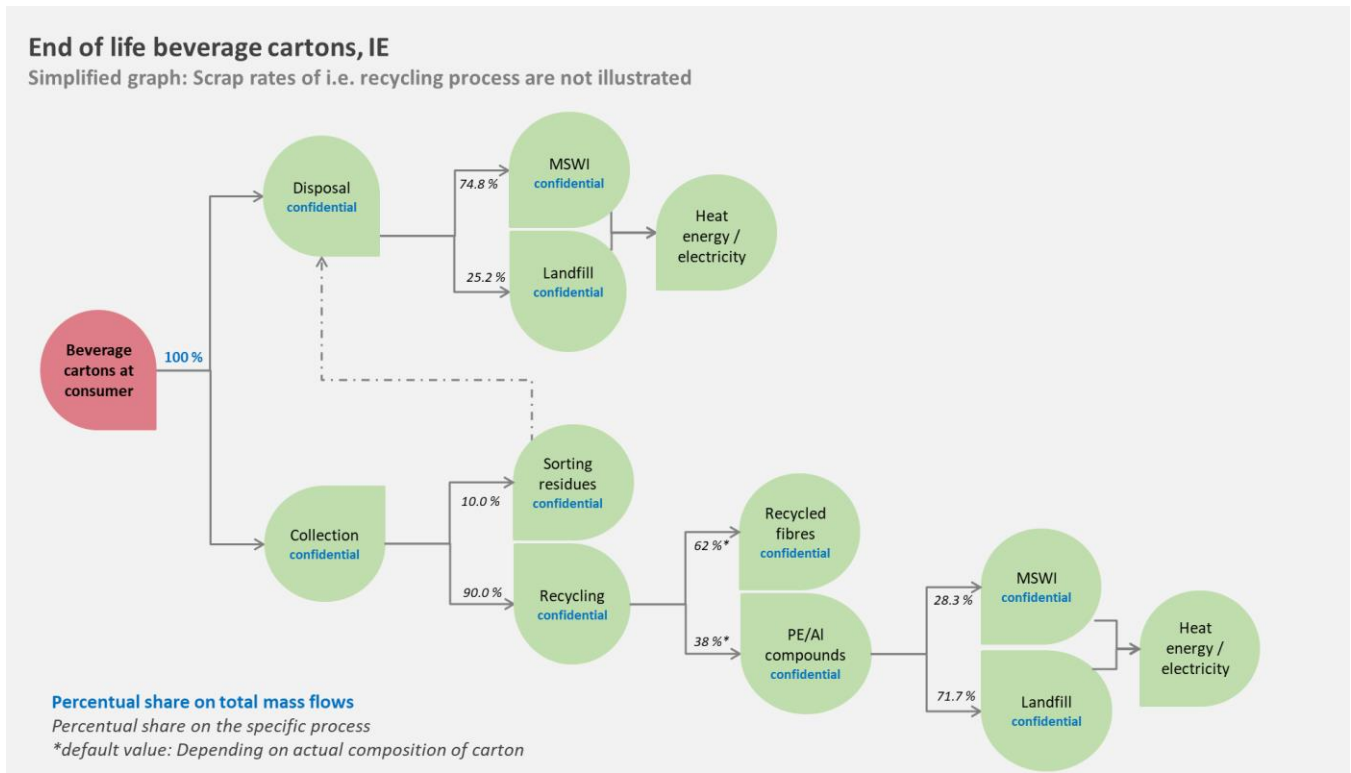 End of life beverage cartons, IE
Simplified graph: Scrap rates of i.e. recycling process are not illustrated
Disposal
confidential
74.8 %
MSWI
confidential
25.2 %
Landfill
confidential
Heat
energy /
electricity
Beverage
cartons at
consumer
100 %
Collection
confidential
10.0 %
Sorting
residues
confidential
90.0 %
Recycling
confidential
62 %*
Recycled
fibres
confidential
38 %*
PE/Al
compounds
confidential
28.3 %
MSWI
confidential
71.7 %
Landfill
confidential
Heat
energy /
electricity
Percentual share on total mass flows
Percentual share on the specific process
*default value: Depending on actual composition of carton